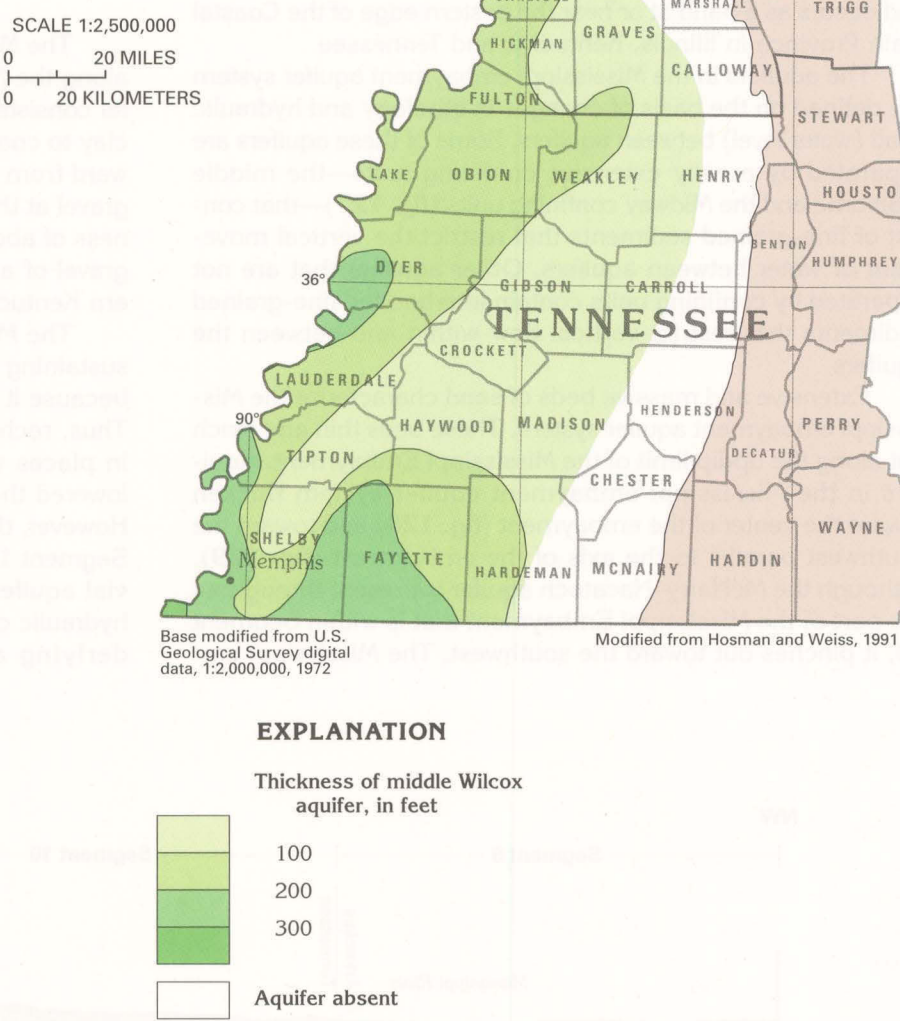 SCALE 1:2,500,000
0 20 MILES
0 20 KILOMETERS
MARSHALL
TRIGG
HICKMAN
GRAVES
CALLOWAY
FULTON
STEWART
LAKE
OBION
WEAKLEY
HENRY
HOUSTO
BENTON
HUMPHREY
36°
DYER
GIBSON
CARROLL
TENNESSEE
CROCKETT
LAUDERDALE
90°
HENDERSON
HAYWOOD
MADISON
PERRY
DECATUR
TIPTON
CHESTER
WAYNE
SHELBY
Memphis
FAYETTE
HARDEMAN
MCNAIRY
HARDIN
Base modified from U.S.
Geological Survey digital
data, 1:2,000,000, 1972
Modified from Hosman and Weiss, 1991
EXPLANATION
Thickness of middle Wilcox
aquifer, in feet
100
200
300
Aquifer absent